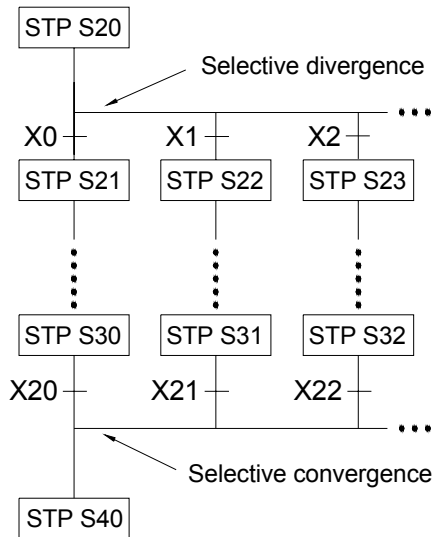 STP S20
Selective divergence
X0 X1 X2
STP S21 STP S22 STP S23
STP S30 STP S31 STP S32
X20 X21 X22
Selective convergence
STP S40